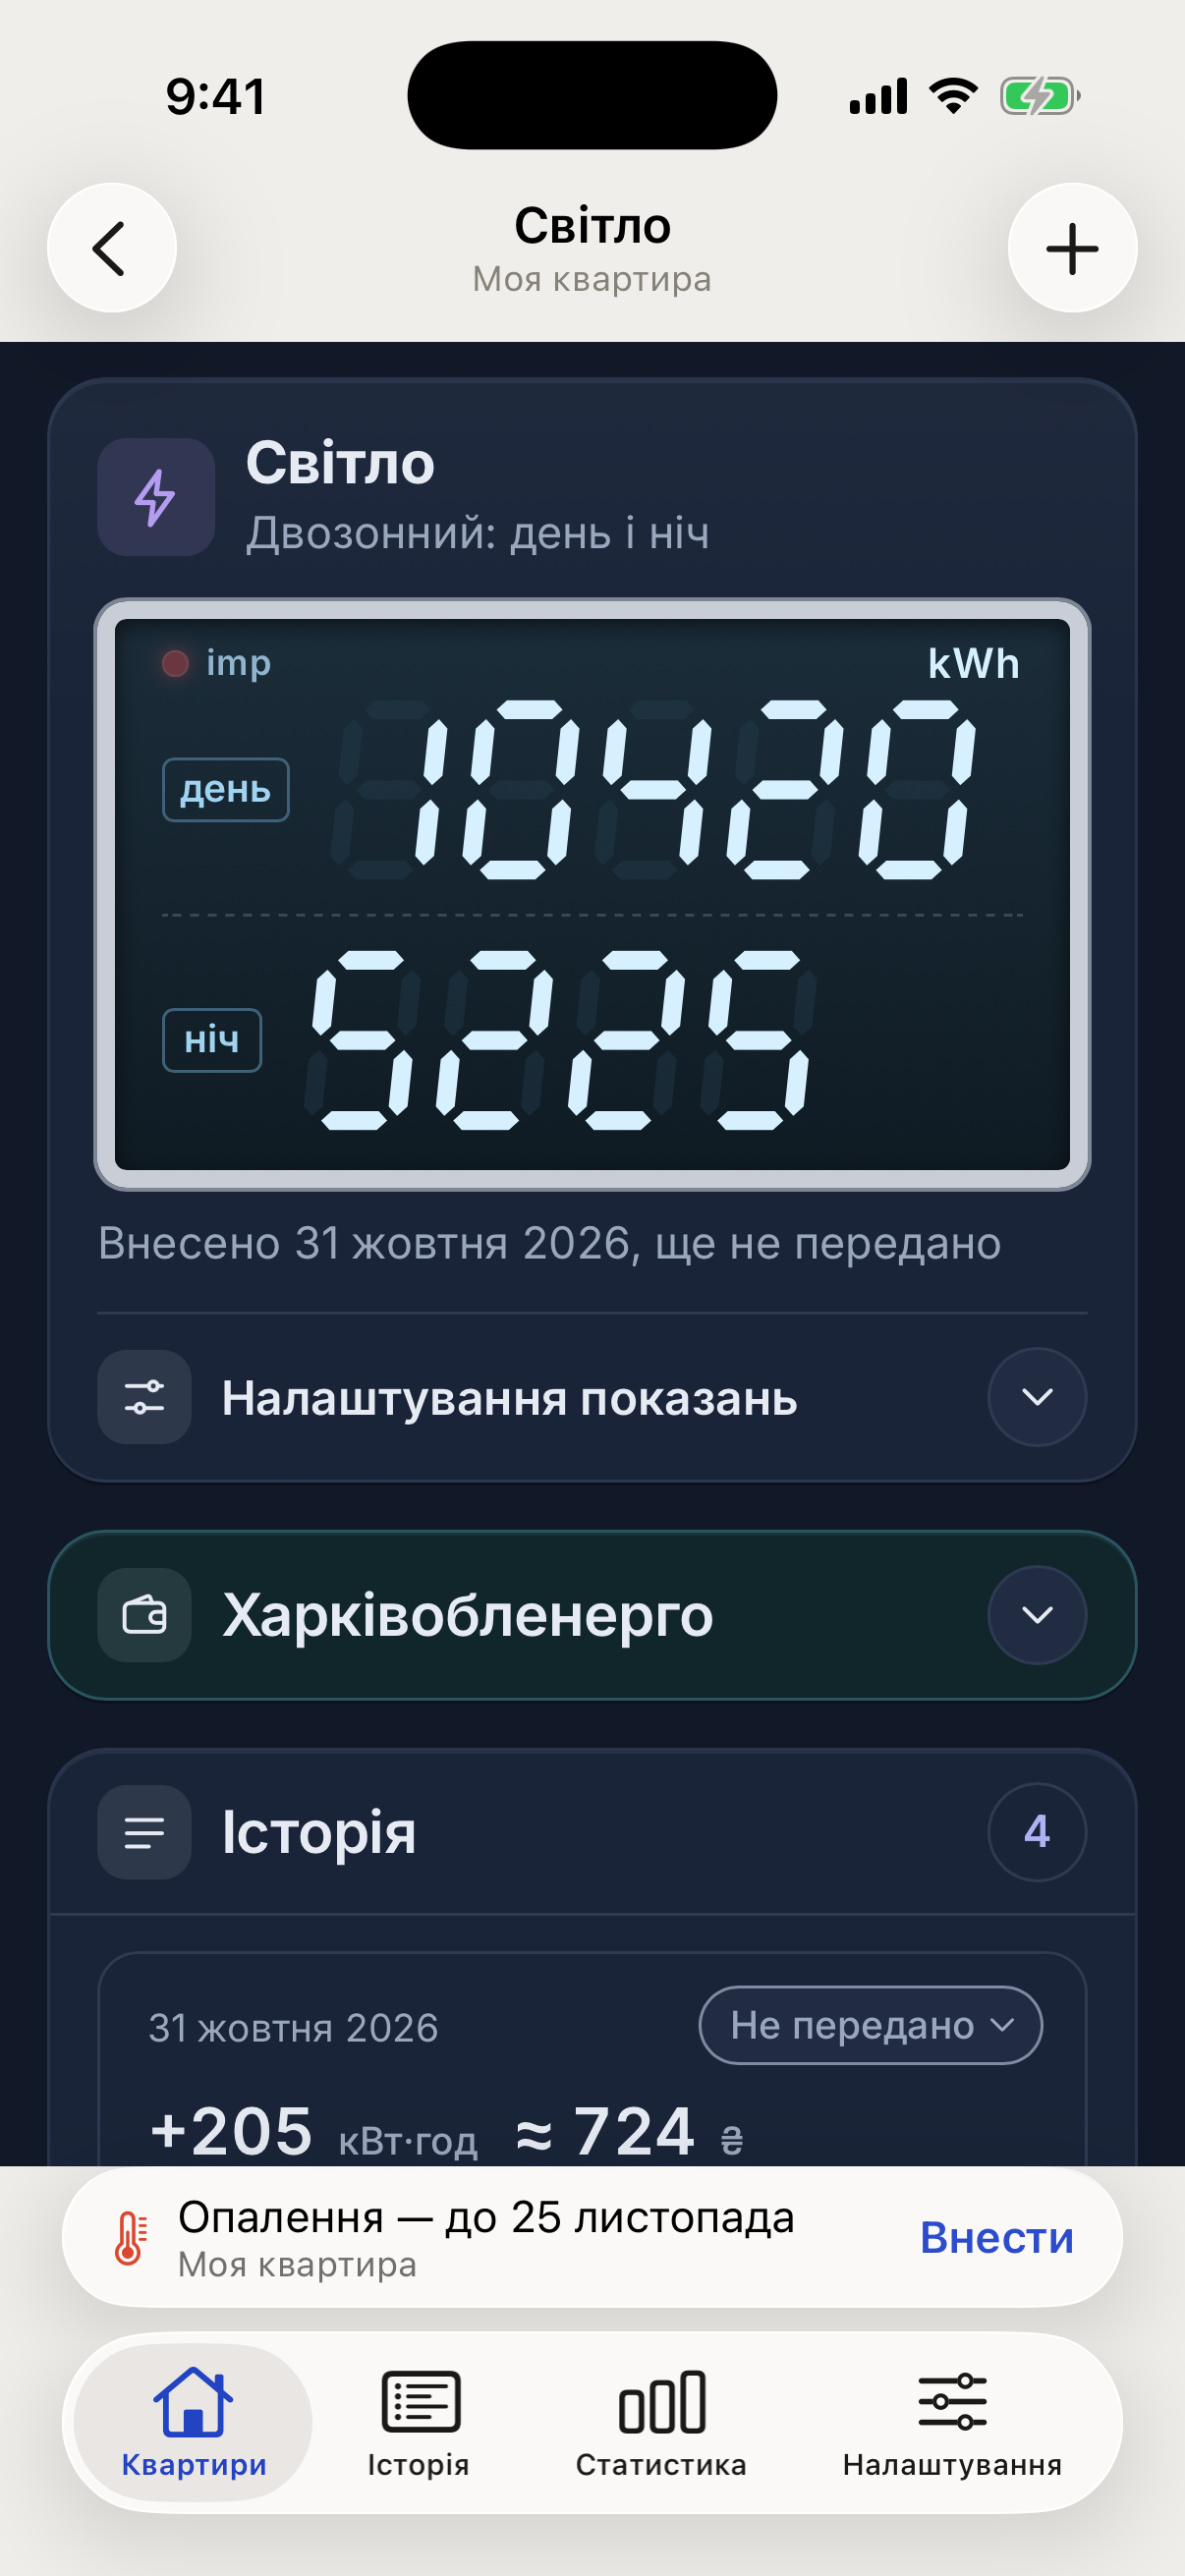 9:41
Світло
Моя квартира
Світло
Двозонний: день і ніч
imp
kWh
день
10420
ніч
5225
Внесено 31 жовтня 2026, ще не передано
Налаштування показань
Харківобленерго
Історія
4
31 жовтня 2026
Не передано
+205 кВт·год ≈ 724 ₴
Опалення — до 25 листопада
Моя квартира
Внести
Квартири
Історія
Статистика
Налаштування